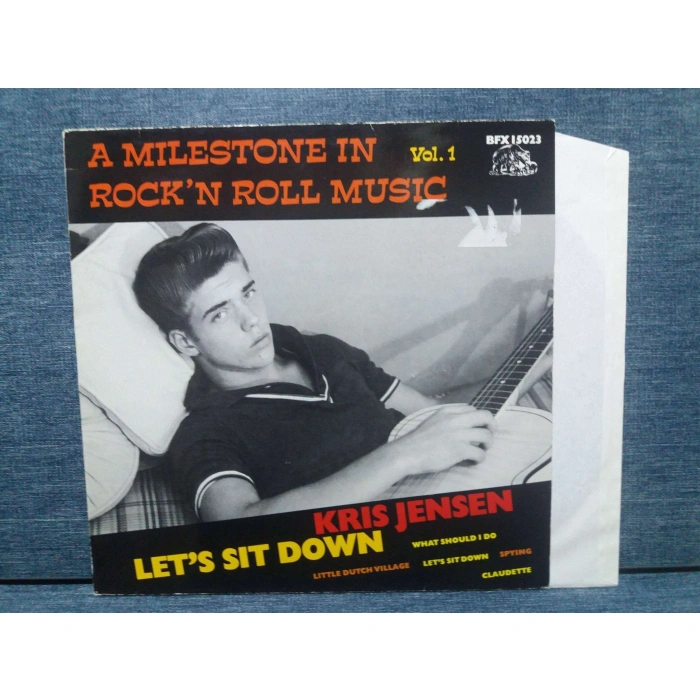 A MILESTONE IN Vol. 1
ROCK'N ROLL MUSIC
BFX 15023
KRIS JENSEN
LET'S SIT DOWN
WHAT SHOULD I DO
LITTLE DUTCH VILLAGE LET'S SIT DOWN SPYING
CLAUDETTE